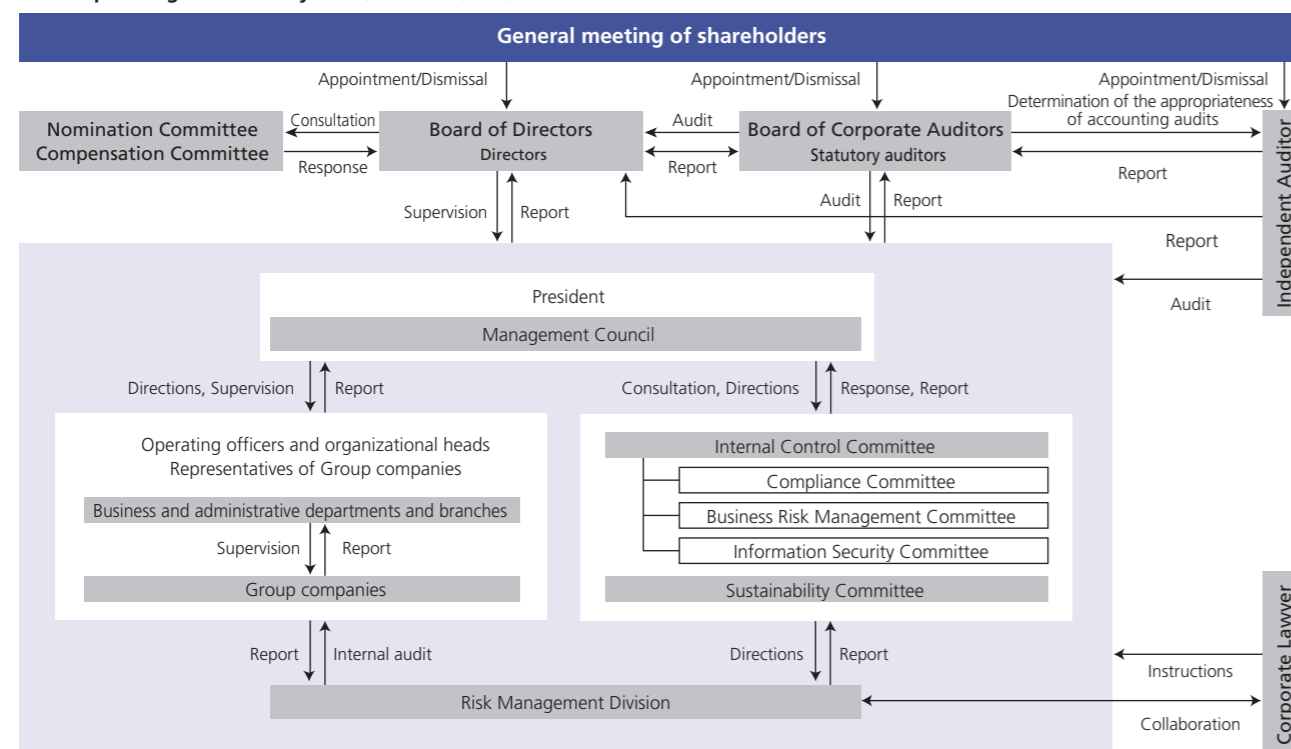 General meeting of shareholders
Appointment/Dismissal
Appointment/Dismissal
Appointment/Dismissal
Determination of the appropriateness
of accounting audits
Nomination Committee
Compensation Committee
Consultation
Response
Board of Directors
Directors
Audit
Report
Board of Corporate Auditors
Statutory auditors
Report
Independent Auditor
Supervision
Report
Audit
Report
Report
Audit
President
Management Council
Directions, Supervision
Report
Consultation, Directions
Response, Report
Operating officers and organizational heads
Representatives of Group companies
Business and administrative departments and branches
Supervision
Report
Group companies
Internal Control Committee
Compliance Committee
Business Risk Management Committee
Information Security Committee
Sustainability Committee
Report
Internal audit
Directions
Report
Risk Management Division
Instructions
Collaboration
Corporate Lawyer